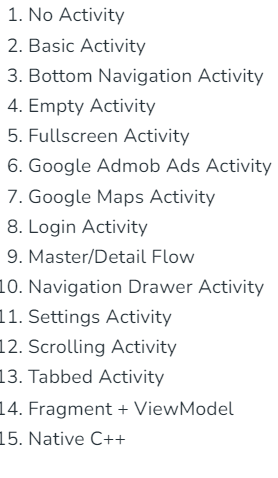 1. No Activity
2. Basic Activity
3. Bottom Navigation Activity
4. Empty Activity
5. Fullscreen Activity
6. Google Admob Ads Activity
7. Google Maps Activity
8. Login Activity
9. Master/Detail Flow
10. Navigation Drawer Activity
11. Settings Activity
12. Scrolling Activity
13. Tabbed Activity
14. Fragment + ViewModel
15. Native C++